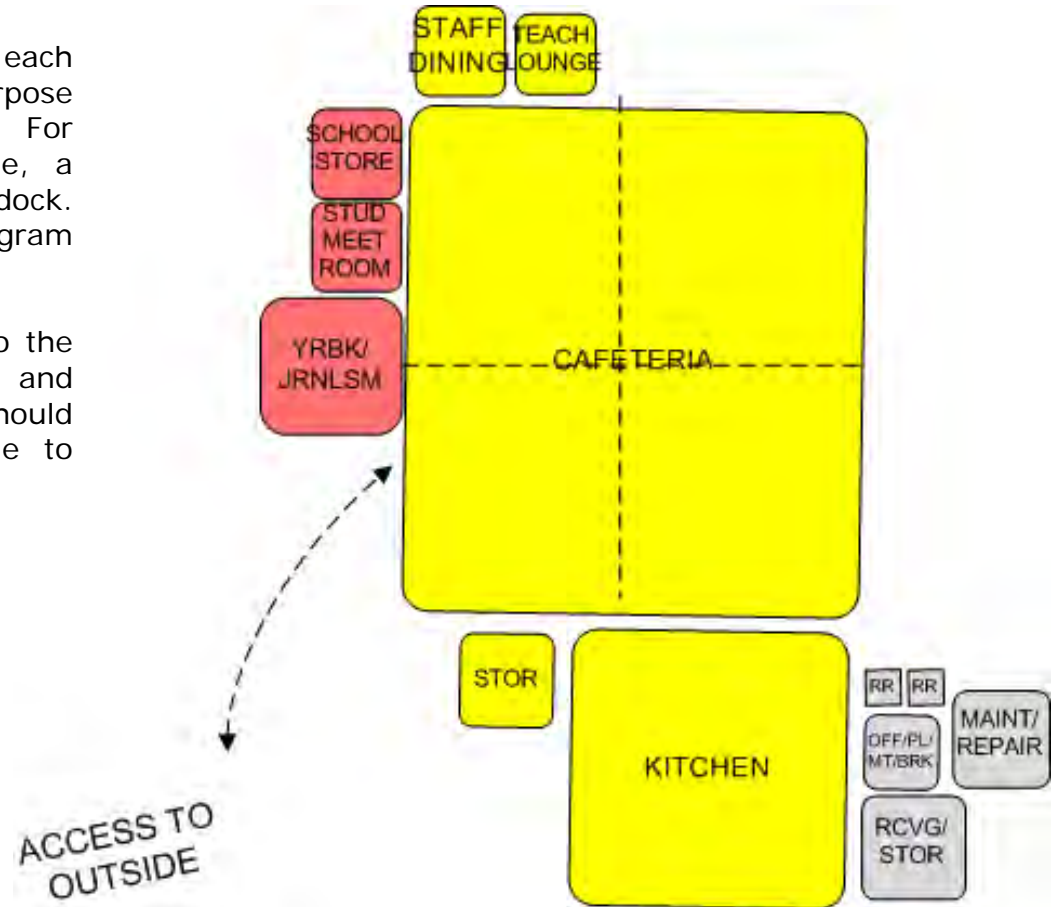 each
rpose
For
e, a
dock.
gram
o the
and
hould
e to
STAFF
DINING
TEACH
LOUNGE
SCHOOL
STORE
STUD
MEET
ROOM
YRBK/
JRNLSM
CAFETERIA
STOR
KITCHEN
RR
RR
OFF/PL/
MT/BRK
MAINT/
REPAIR
RCVG/
STOR
ACCESS TO
OUTSIDE